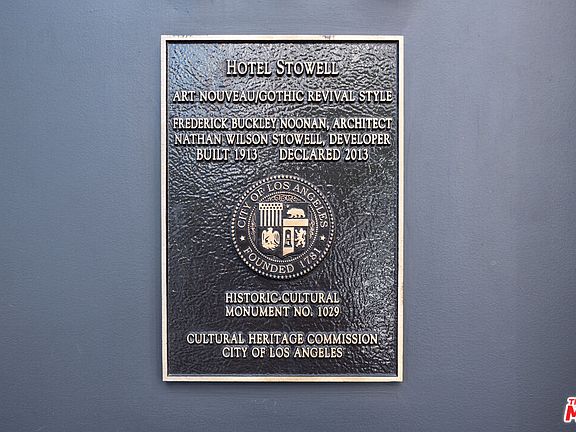 HOTEL STOWELL
ART NOUVEAU/GOTHIC REVIVAL STYLE
FREDERICK BUCKLEY NOONAN, ARCHITECT
NATHAN WILSON STOWELL, DEVELOPER
BUILT 1913 DECLARED 2013
CITY OF LOS ANGELES
FOUNDED 1781
HISTORIC-CULTURAL
MONUMENT NO. 1029
CULTURAL HERITAGE COMMISSION
CITY OF LOS ANGELES